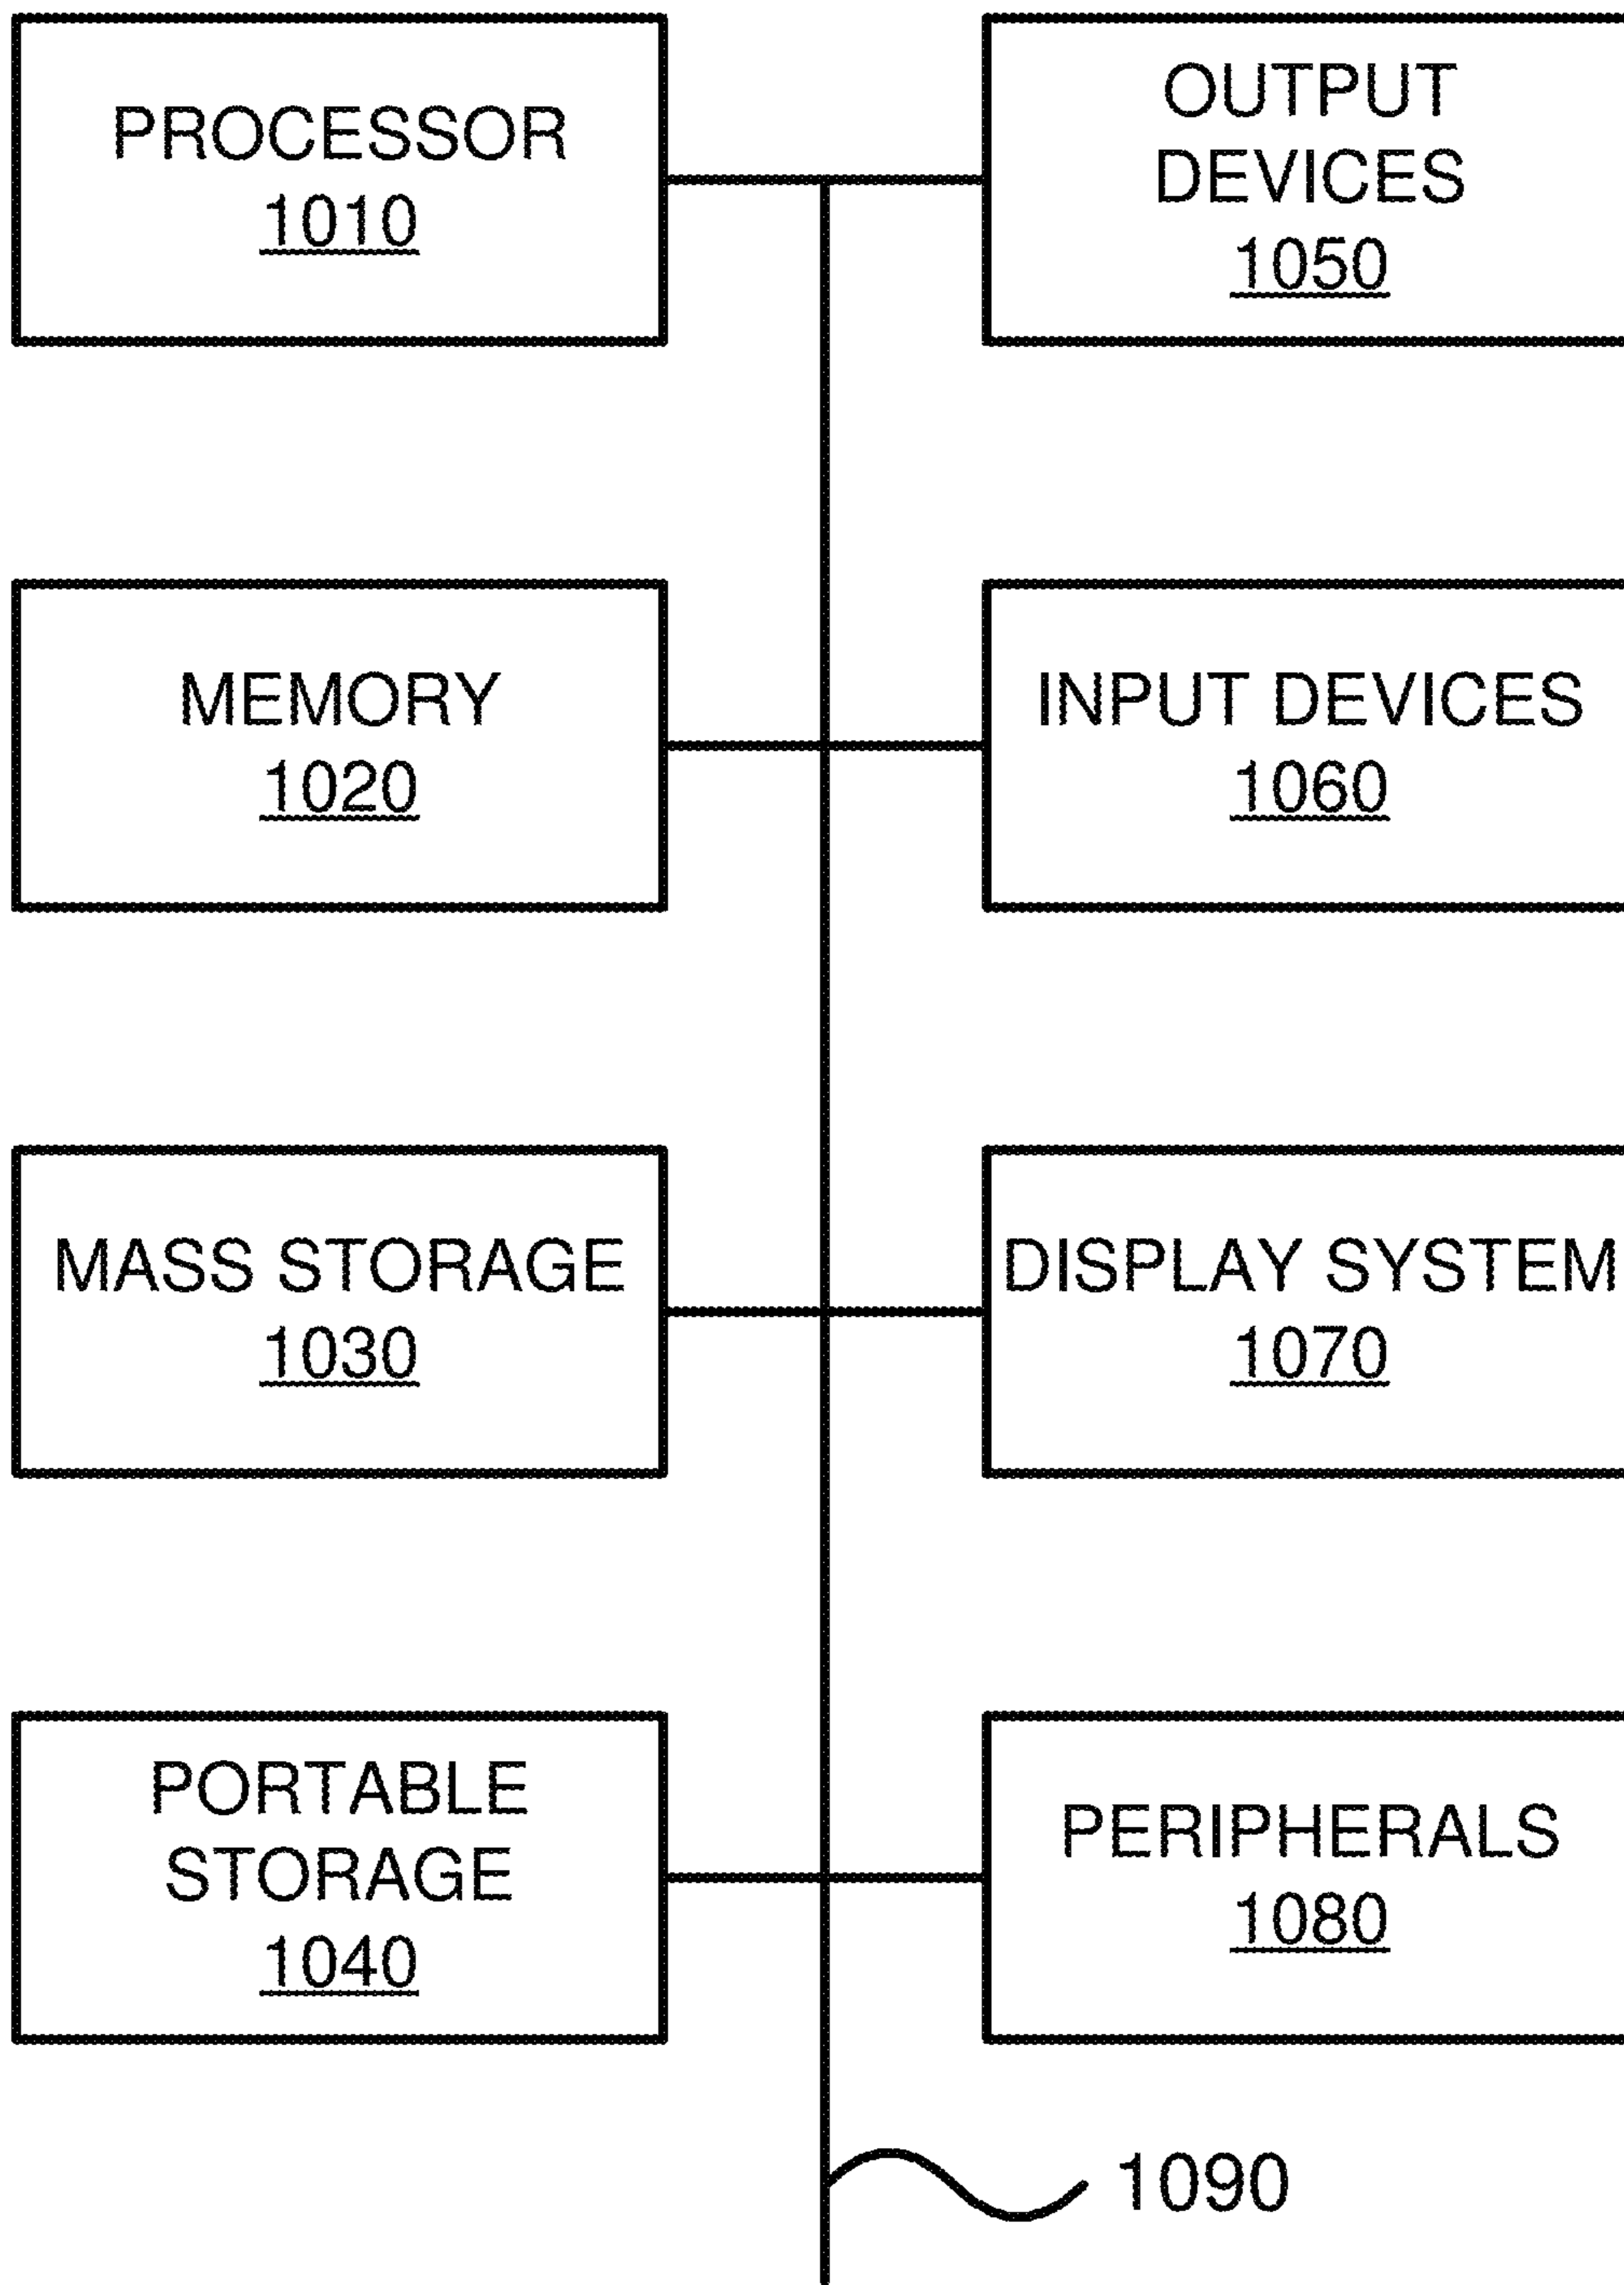 PROCESSOR
1010
OUTPUT
DEVICES
1050
MEMORY
1020
INPUT DEVICES
1060
MASS STORAGE
1030
DISPLAY SYSTEM
1070
PORTABLE
STORAGE
1040
PERIPHERALS
1080
1090